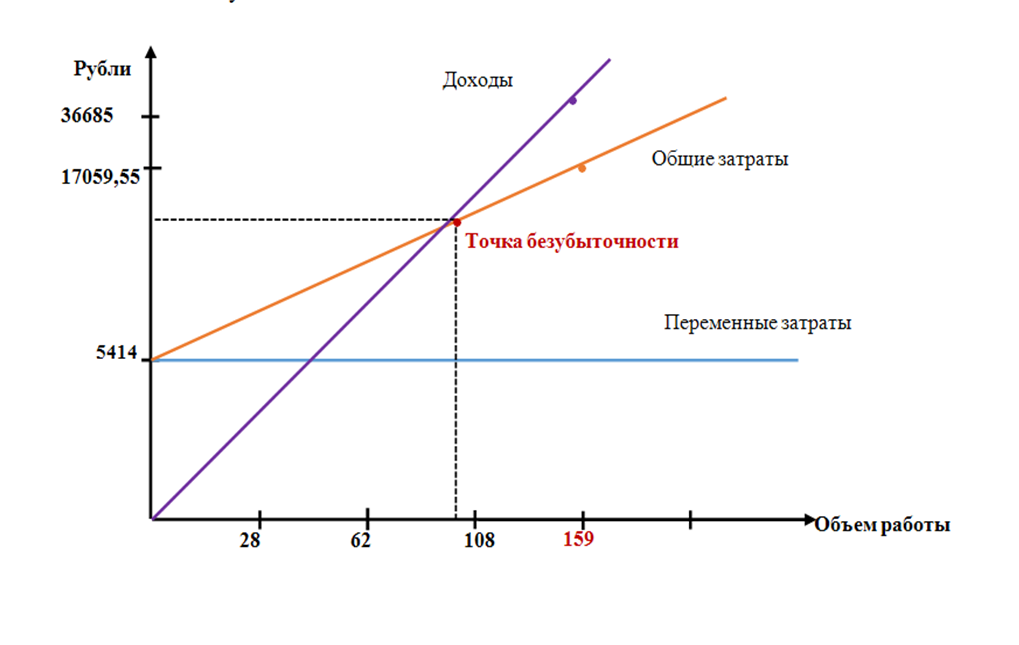 Доходы
Рубли
36685
Общие затраты
17059,55
Точка безубыточности
Переменные затраты
5414
Объем работы
28
62
108
159